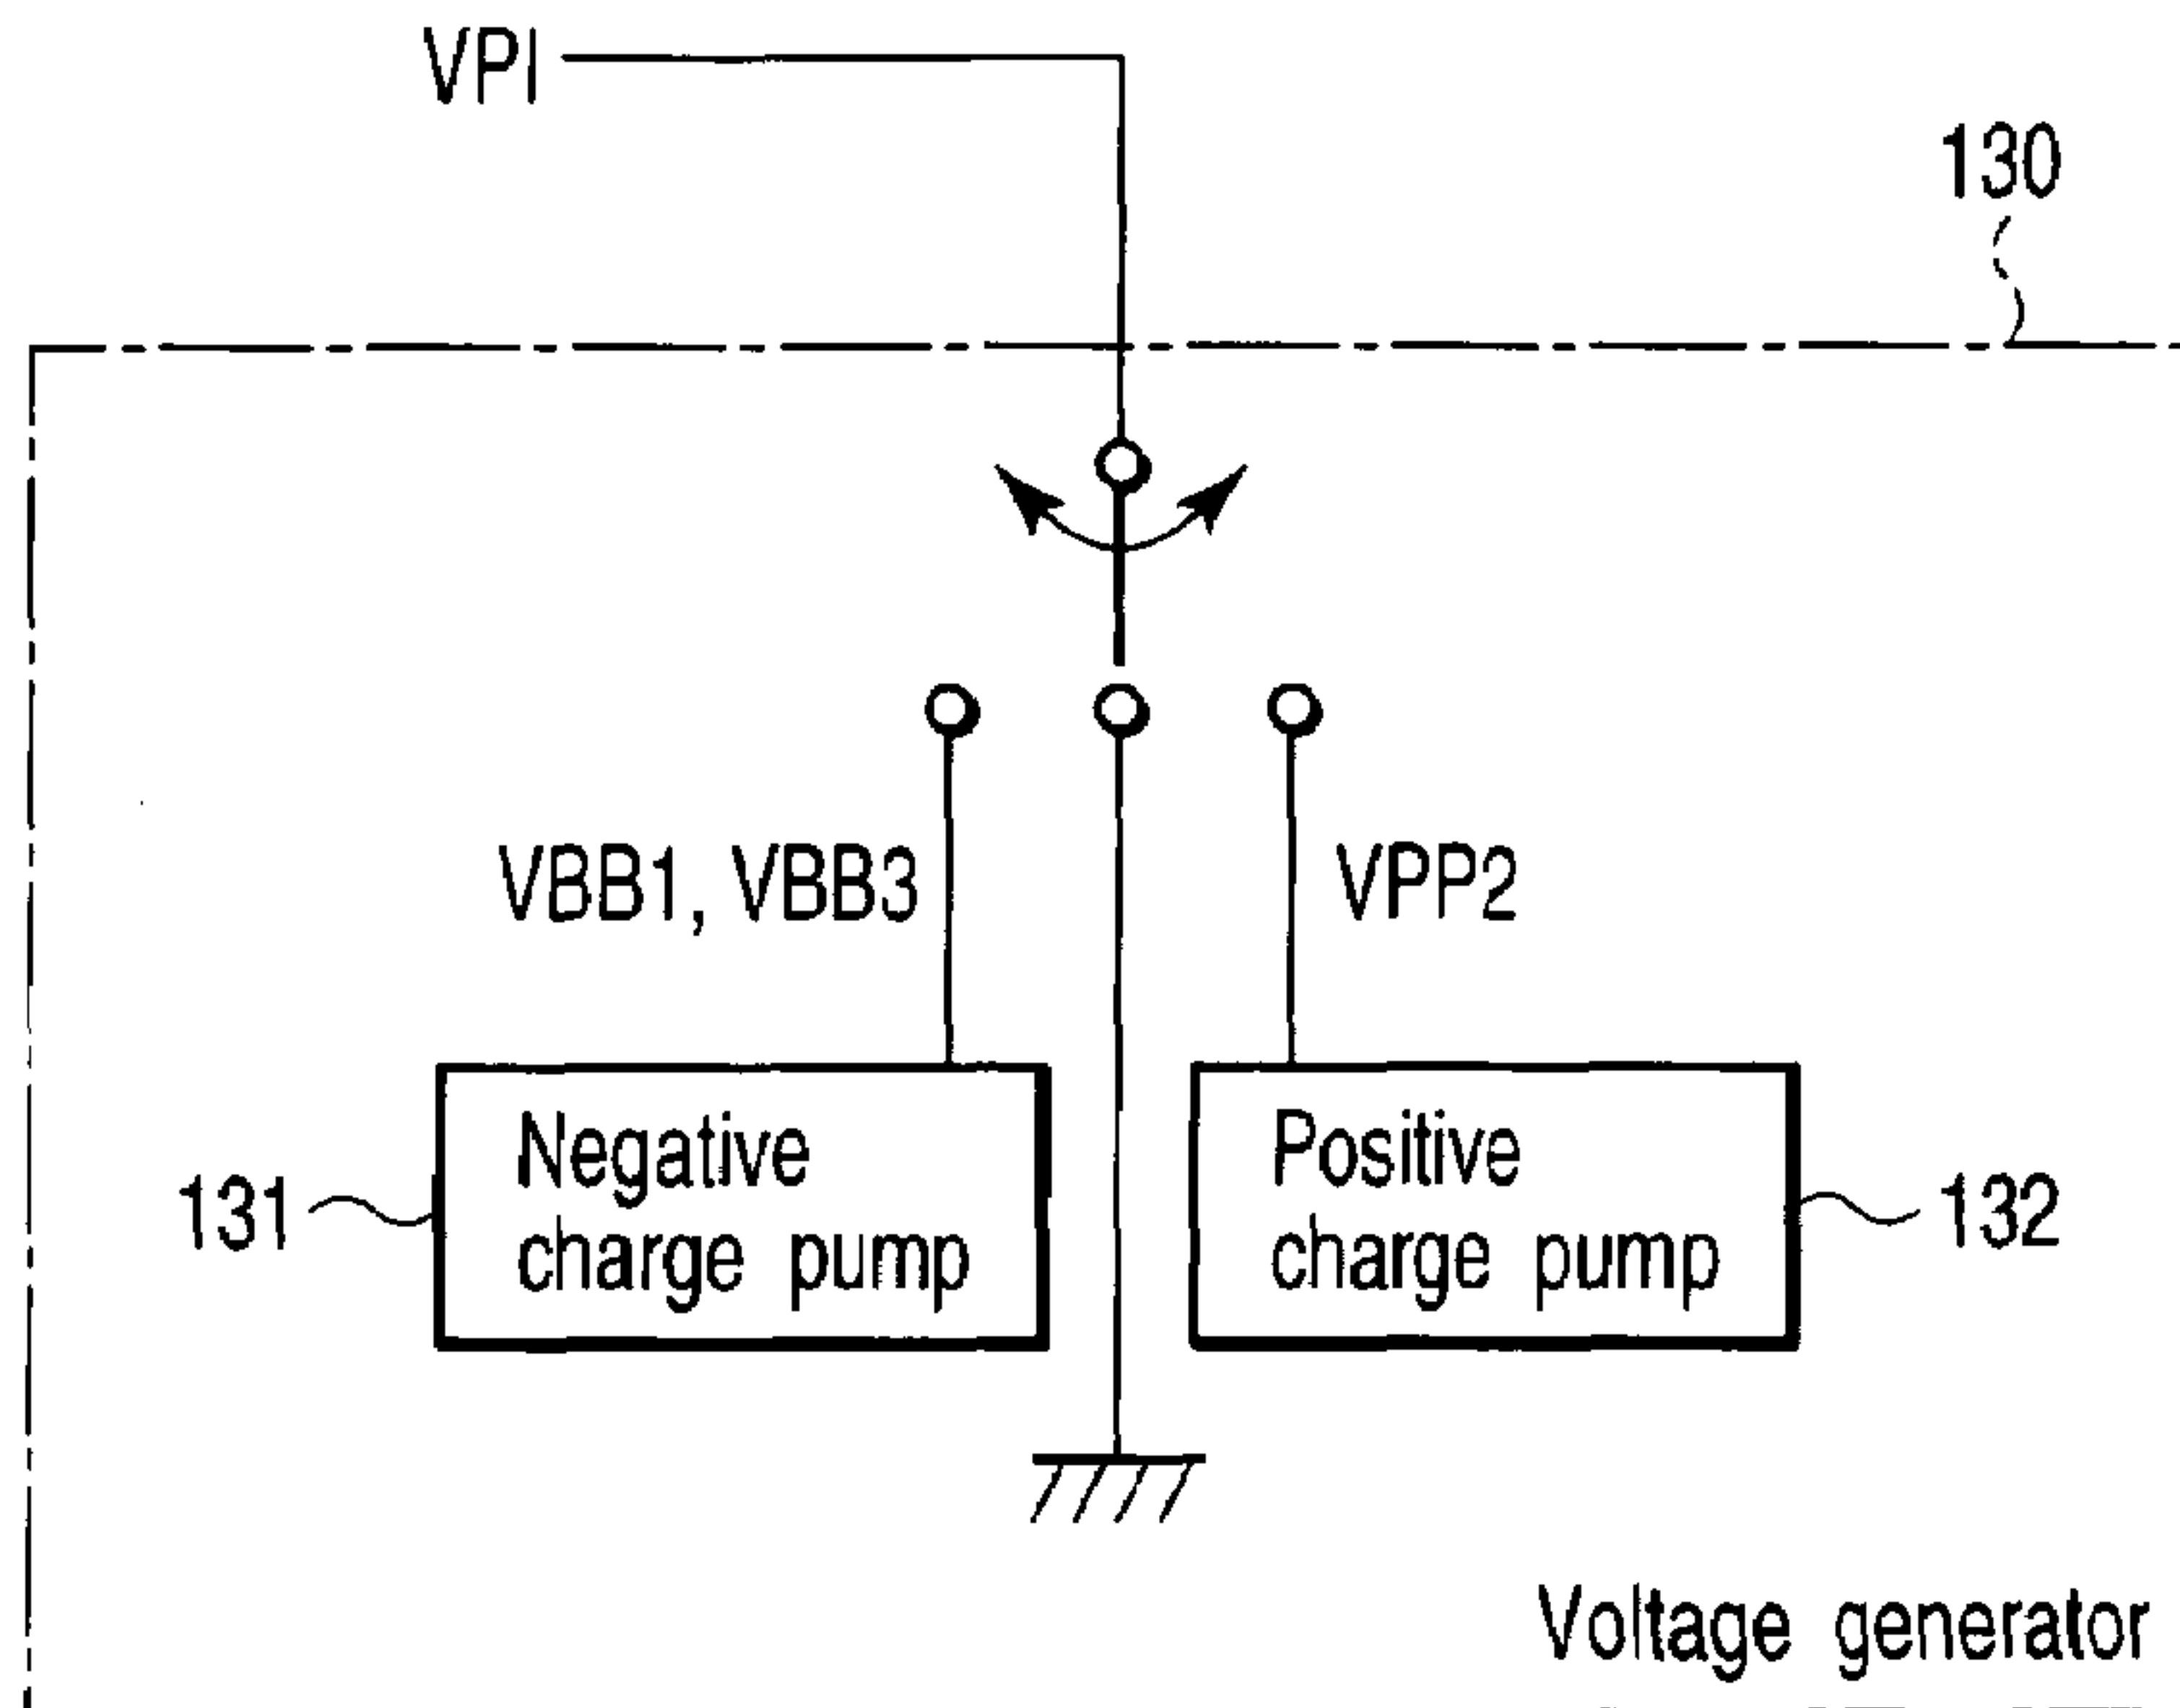 VPI
130
VBB1, VBB3
VPP2
131
Negative
charge pump
Positive
charge pump
132
Voltage generator